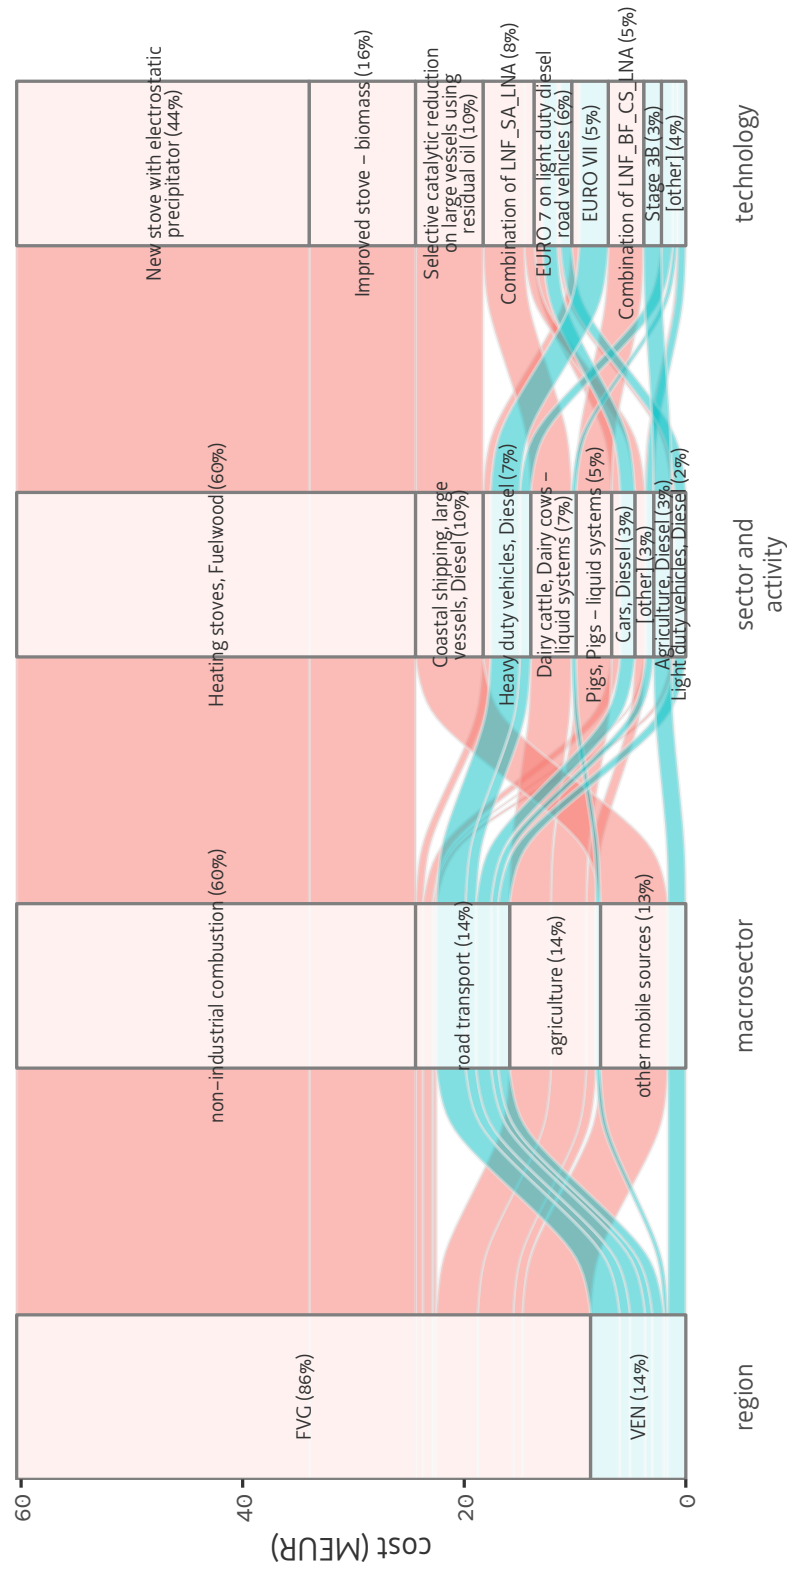 cost (MEUR)
60
40
20
0
FVG (86%)
VEN (14%)
region
non−industrial combustion (60%)
road transport (14%)
agriculture (14%)
other mobile sources (13%)
macrosector
Heating stoves, Fuelwood (60%)
Coastal shipping, large
vessels, Diesel (10%)
Heavy duty vehicles, Diesel (7%)
Dairy cattle, Dairy cows −
liquid systems (7%)
Pigs, Pigs − liquid systems (5%)
Cars, Diesel (3%)
[other] (3%)
Agriculture, Diesel (3%)
Light duty vehicles, Diesel (2%)
sector and
activity
New stove with electrostatic
precipitator (44%)
Improved stove − biomass (16%)
Selective catalytic reduction
on large vessels using
residual oil (10%)
Combination of LNF_SA_LNA (8%)
EURO 7 on light duty diesel
road vehicles (6%)
EURO VII (5%)
Combination of LNF_BF_CS_LNA (5%)
Stage 3B (3%)
[other] (4%)
technology